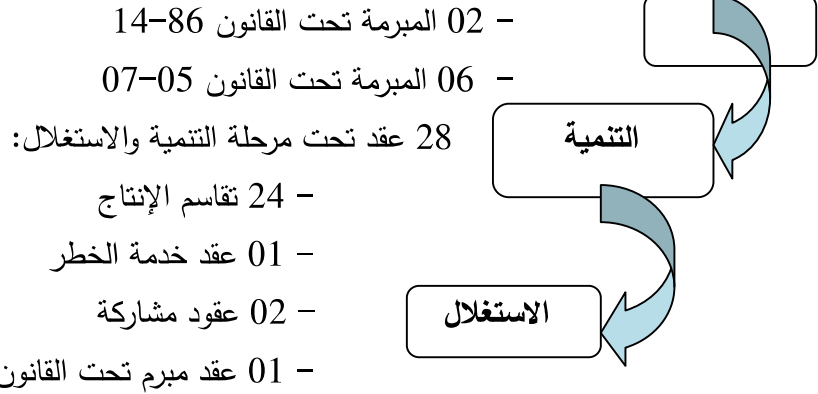 - 02 المبرمة تحت القانون 86-14
- 06 المبرمة تحت القانون 05-07
التنمية
28 عقد تحت مرحلة التنمية والاستغلال:
- 24 تقاسم الإنتاج
- 01 عقد خدمة الخطر
الاستغلال
- 02 عقود مشاركة
- 01 عقد مبرم تحت القانون